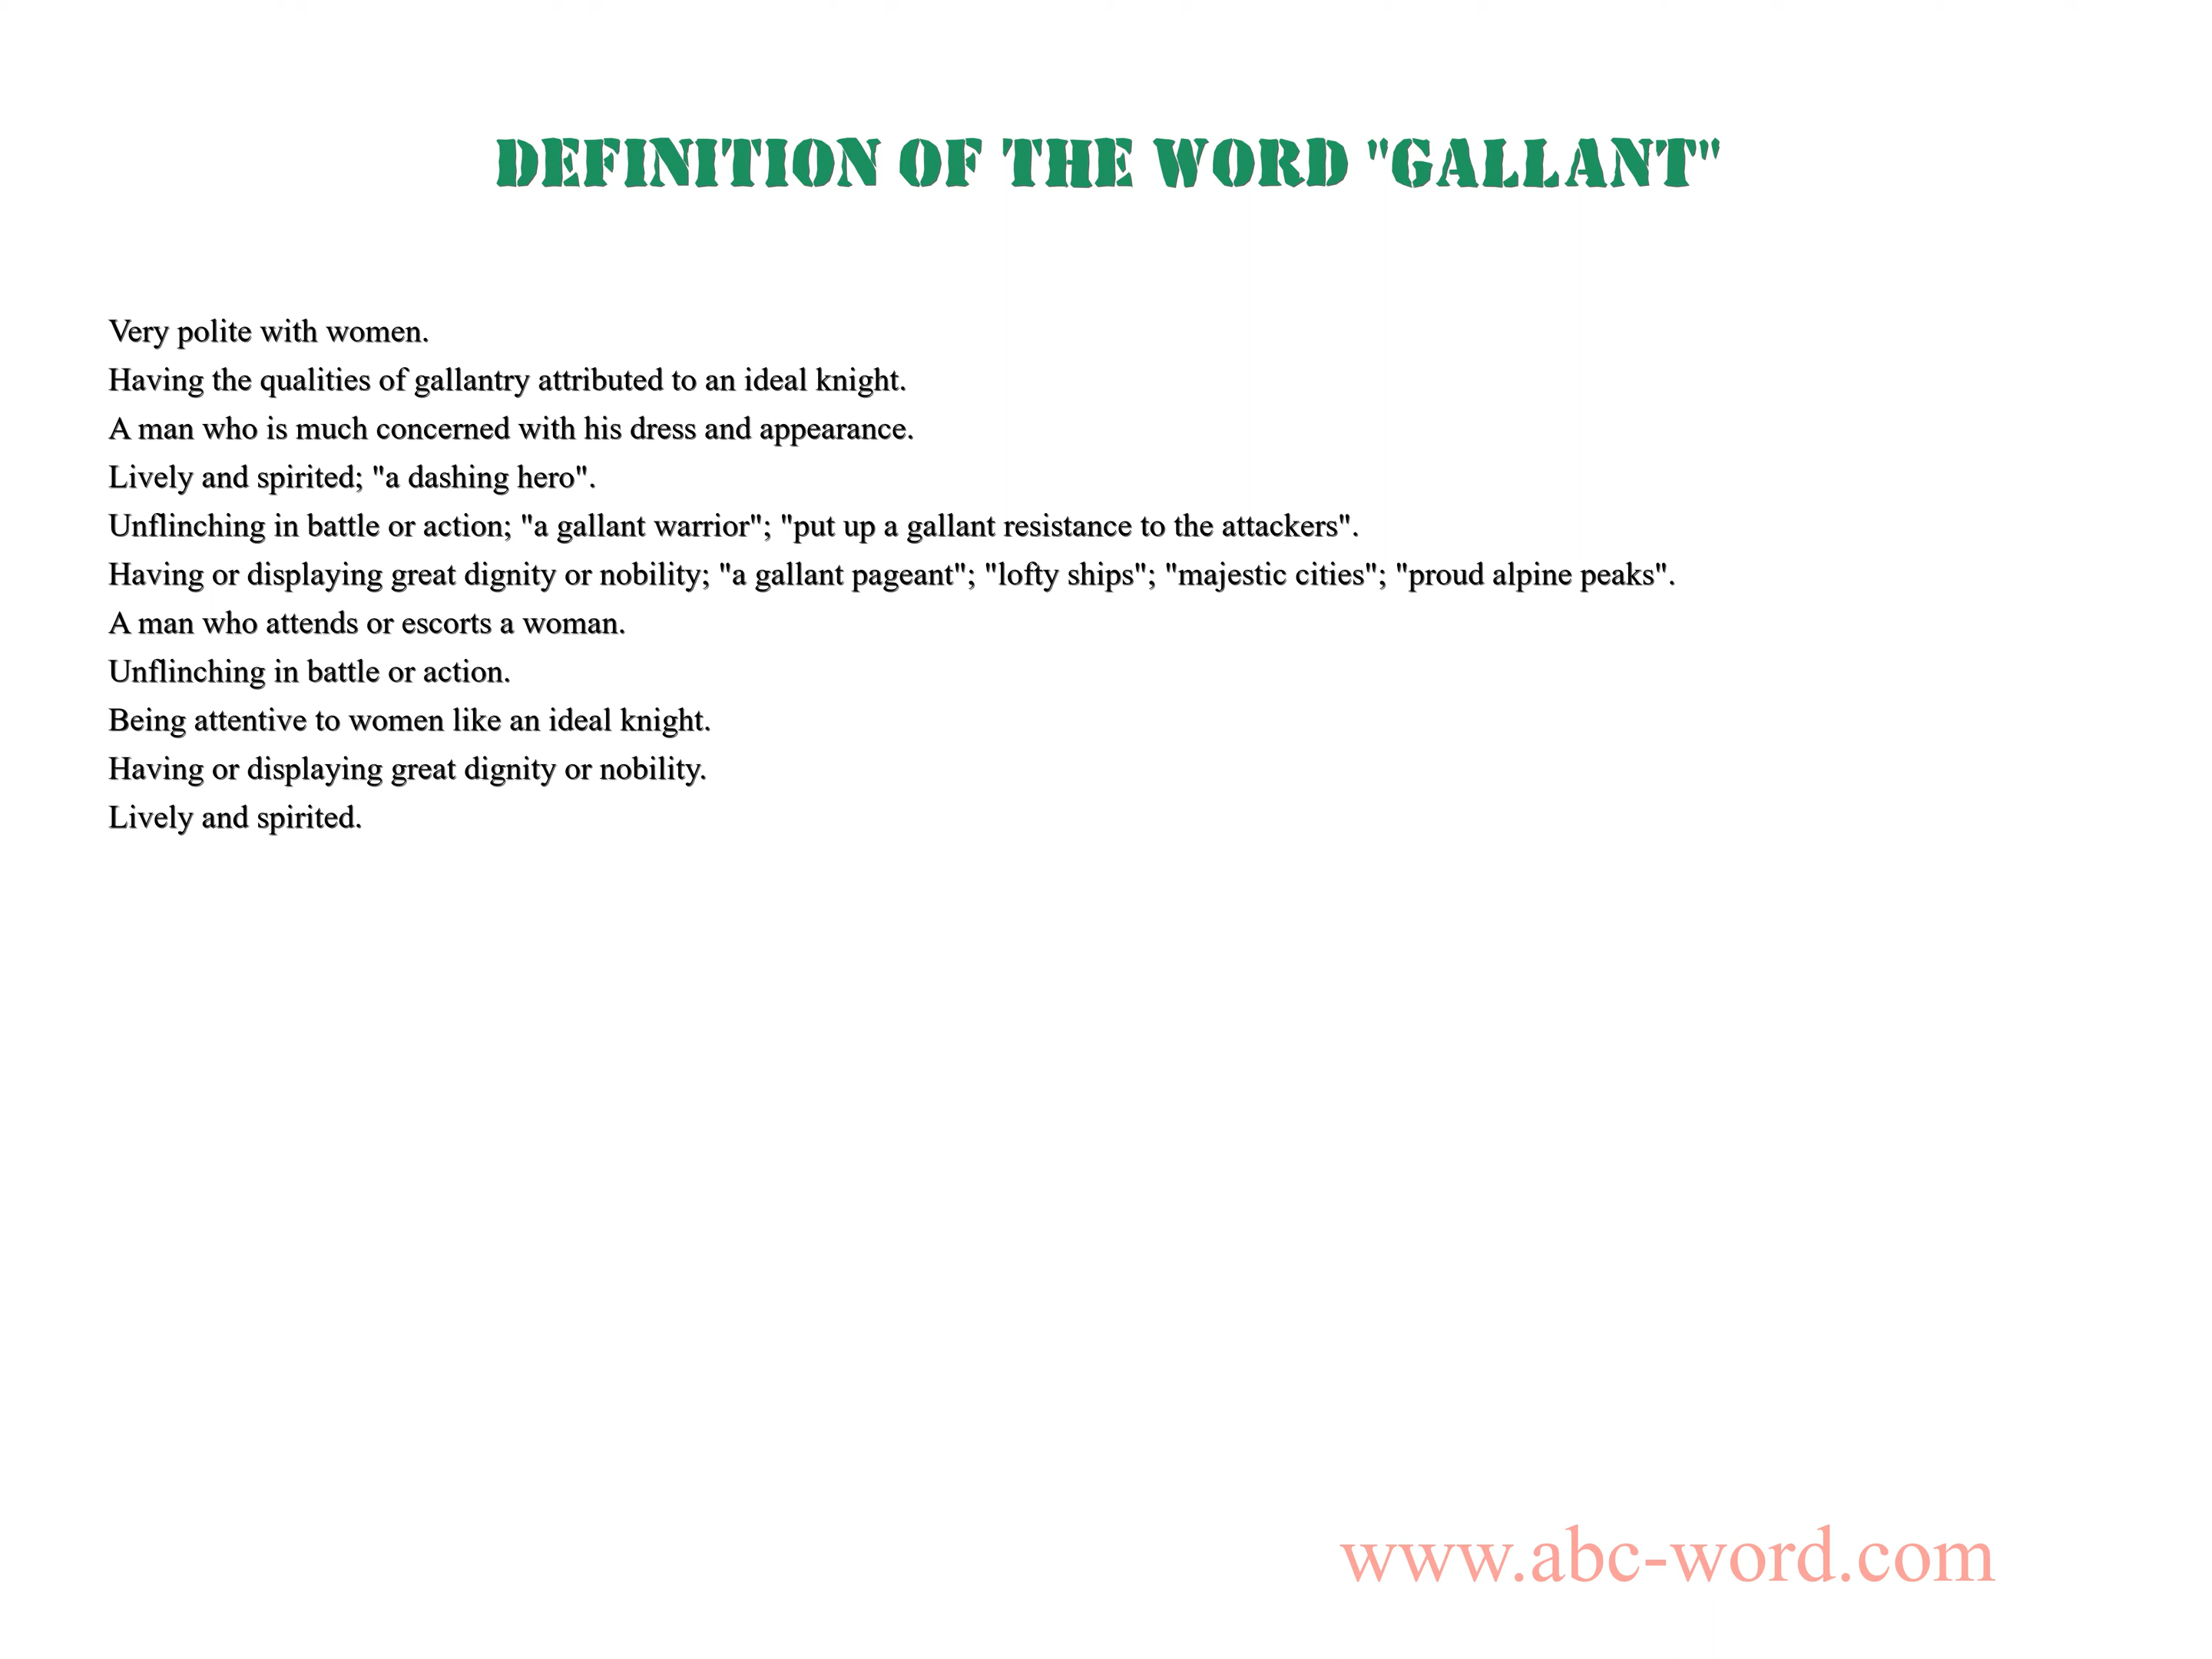 DEFINITION OF THE WORD "GALLANT"
Very polite with women.
Having the qualities of gallantry attributed to an ideal knight.
A man who is much concerned with his dress and appearance.
Lively and spirited; "a dashing hero".
Unflinching in battle or action; "a gallant warrior"; "put up a gallant resistance to the attackers".
Having or displaying great dignity or nobility; "a gallant pageant"; "lofty ships"; "majestic cities"; "proud alpine peaks".
A man who attends or escorts a woman.
Unflinching in battle or action.
Being attentive to women like an ideal knight.
Having or displaying great dignity or nobility.
Lively and spirited.
www.abc-word.com